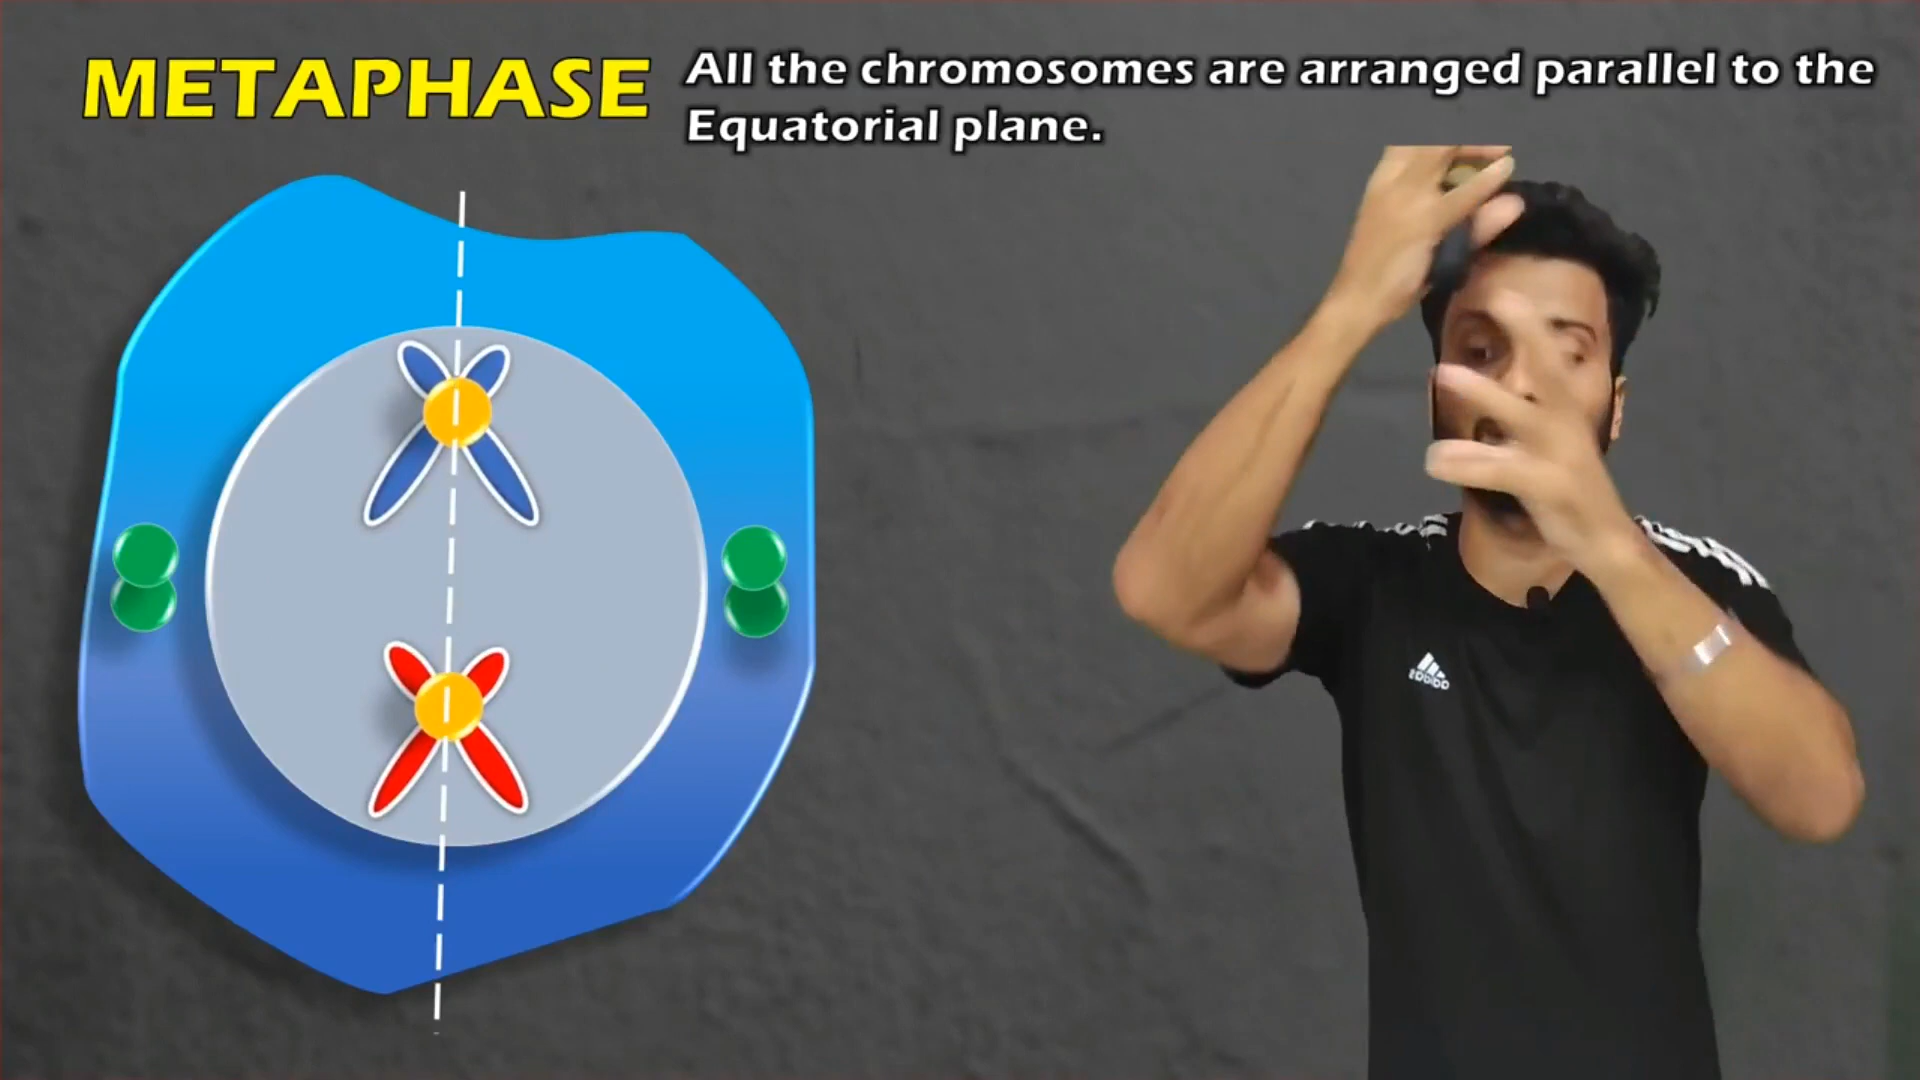 METAPHASE
All the chromosomes are arranged parallel to the
Equatorial plane.